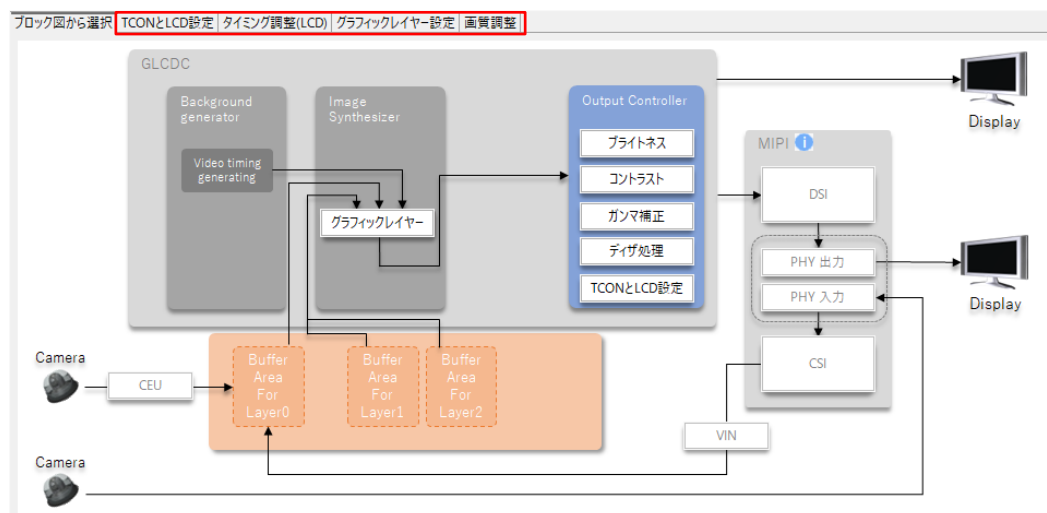 ブロック図から選択 TCONとLCD設定 タイミング調整(LCD) グラフィックレイヤー設定 画質調整
GLCDC
Background
generator
Video timing
generating
Image
Synthesizer
グラフィックレイヤー
Output Controller
ブライトネス
コントラスト
ガンマ補正
ディザ処理
TCONとLCD設定
Display
MIPI i
DSI
PHY 出力
PHY 入力
CSI
Display
Camera
CEU
Buffer
Area
For
Layer0
Buffer
Area
For
Layer1
Buffer
Area
For
Layer2
VIN
Camera